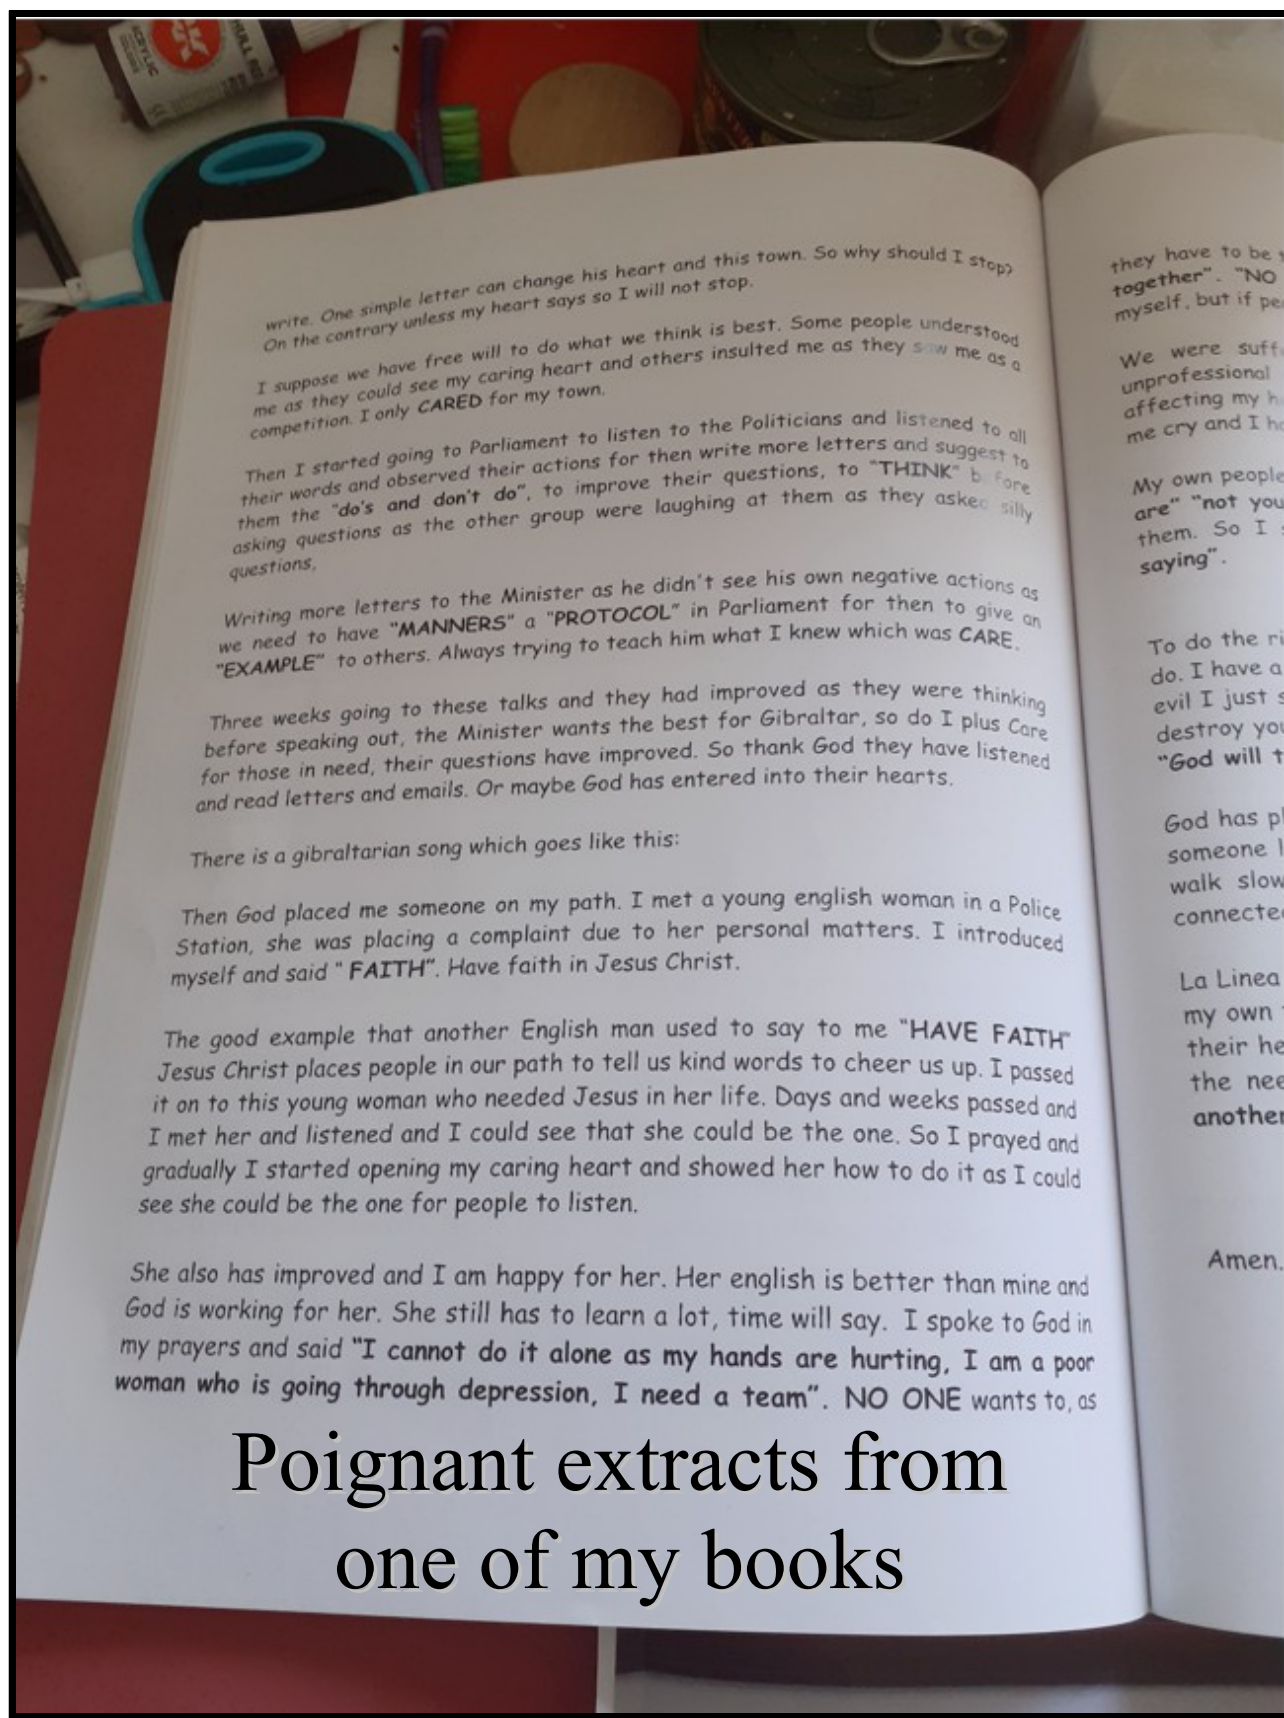 ACRYLIC
write. One simple letter can change his heart and this town. So why should I stop?
On the contrary unless my heart says so I will not stop.
I suppose we have free will to do what we think is best. Some people understood
me as they could see my caring heart and others insulted me as they saw me as a
competition. I only CARED for my town.
Then I started going to Parliament to listen to the Politicians and listened to all
their words and observed their actions for then write more letters and suggest to
them the "do's and don't do", to improve their questions, to "THINK" before
asking questions as the other group were laughing at them as they asked silly
questions.
Writing more letters to the Minister as he didn't see his own negative actions as
we need to have "MANNERS" a "PROTOCOL" in Parliament for then to give an
"EXAMPLE" to others. Always trying to teach him what I knew which was CARE.
Three weeks going to these talks and they had improved as they were thinking
before speaking out, the Minister wants the best for Gibraltar, so do I plus Care
for those in need, their questions have improved. So thank God they have listened
and read letters and emails. Or maybe God has entered into their hearts.
There is a gibraltarian song which goes like this:
Then God placed me someone on my path. I met a young english woman in a Police
Station, she was placing a complaint due to her personal matters. I introduced
myself and said " FAITH". Have faith in Jesus Christ.
The good example that another English man used to say to me "HAVE FAITH"
Jesus Christ places people in our path to tell us kind words to cheer us up. I passed
it on to this young woman who needed Jesus in her life. Days and weeks passed and
I met her and listened and I could see that she could be the one. So I prayed and
gradually I started opening my caring heart and showed her how to do it as I could
see she could be the one for people to listen.
She also has improved and I am happy for her. Her english is better than mine and
God is working for her. She still has to learn a lot, time will say. I spoke to God in
my prayers and said "I cannot do it alone as my hands are hurting, I am a poor
woman who is going through depression, I need a team". NO ONE wants to, as
they have to be
together". "NO
myself, but if
We were
unprofessional
affecting my
me cry and I
My own people
are" "not you
them. So I
saying".
To do the
do. I have a
evil I just
destroy
"God will
God has
someone
walk
La Linea
my own
their
the
another
Amen.
Poignant extracts from
one of my books